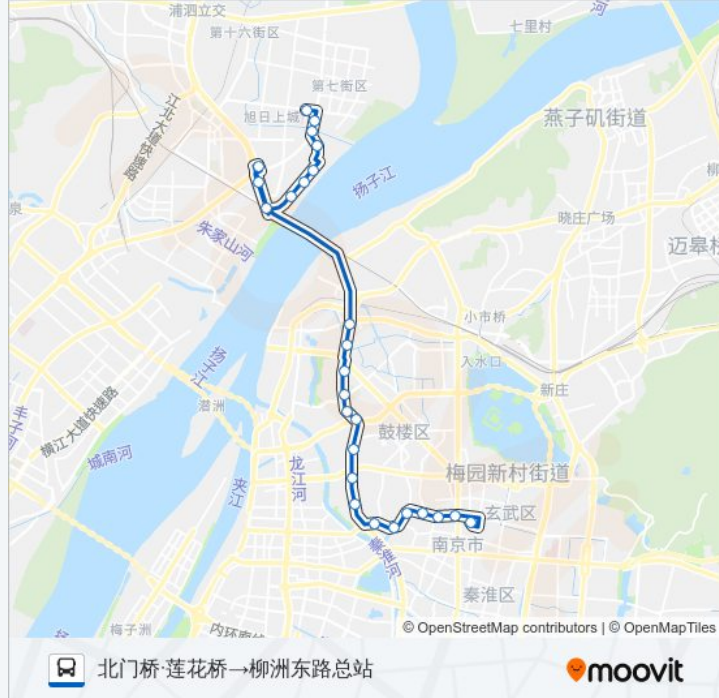 浦泗立交
七里村
河
第十六街区
第七街区
江北大道快速路
旭日上城
燕子矶街道
扬子江
柳
泉
晓庄广场
朱家山河
迈皋桥
小市桥
扬子江
入水口
新庄
潜洲
丰子河
横江大道快速路
鼓楼区
城南河
龙江河
梅园新村街道
夹江
玄武区
南京市
秦淮河
秦淮区
梅子洲
© OpenStreetMap contributors | © OpenMapTiles
北门桥·莲花桥→柳洲东路总站
moovit